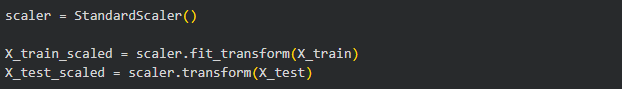 scaler = StandardScaler()
X_train_scaled = scaler.fit_transform(X_train)
X_test_scaled = scaler.transform(X_test)